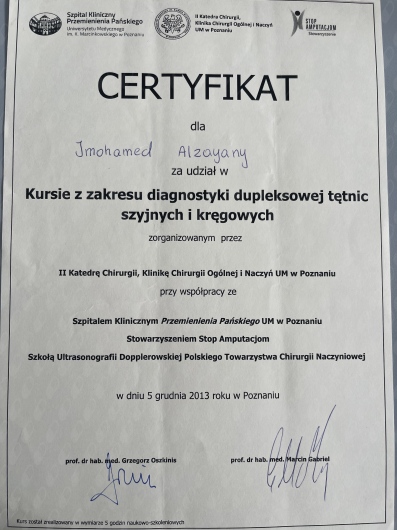 Szpital Kliniczny
Przemienienia Pańskiego
Uniwersytetu Medycznego
im. K. Marcinkowskiego w Poznaniu
II Katedra Chirurgii,
Klinika Chirurgii Ogólnej i Naczyń
UM w Poznaniu
STOP
AMPUTACJOM
Stowarzyszenie
CERTYFIKAT
dla
Imohamed Alzayany
za udział w
Kursie z zakresu diagnostyki dupleksowej tętnic
szyjnych i kręgowych
zorganizowanym przez
II Katedrę Chirurgii, Klinikę Chirurgii Ogólnej i Naczyń UM w Poznaniu
przy współpracy ze
Szpitalem Klinicznym Przemienienia Pańskiego UM w Poznaniu
Stowarzyszeniem Stop Amputacjom
Szkołą Ultrasonografii Dopplerowskiej Polskiego Towarzystwa Chirurgii Naczyniowej
w dniu 5 grudnia 2013 roku w Poznaniu
prof. dr hab. med. Grzegorz Oszkinis
prof. dr hab. med. Marcin Gabriel
Kurs został zrealizowany w wymiarze 5 godzin naukowo-szkoleniowych